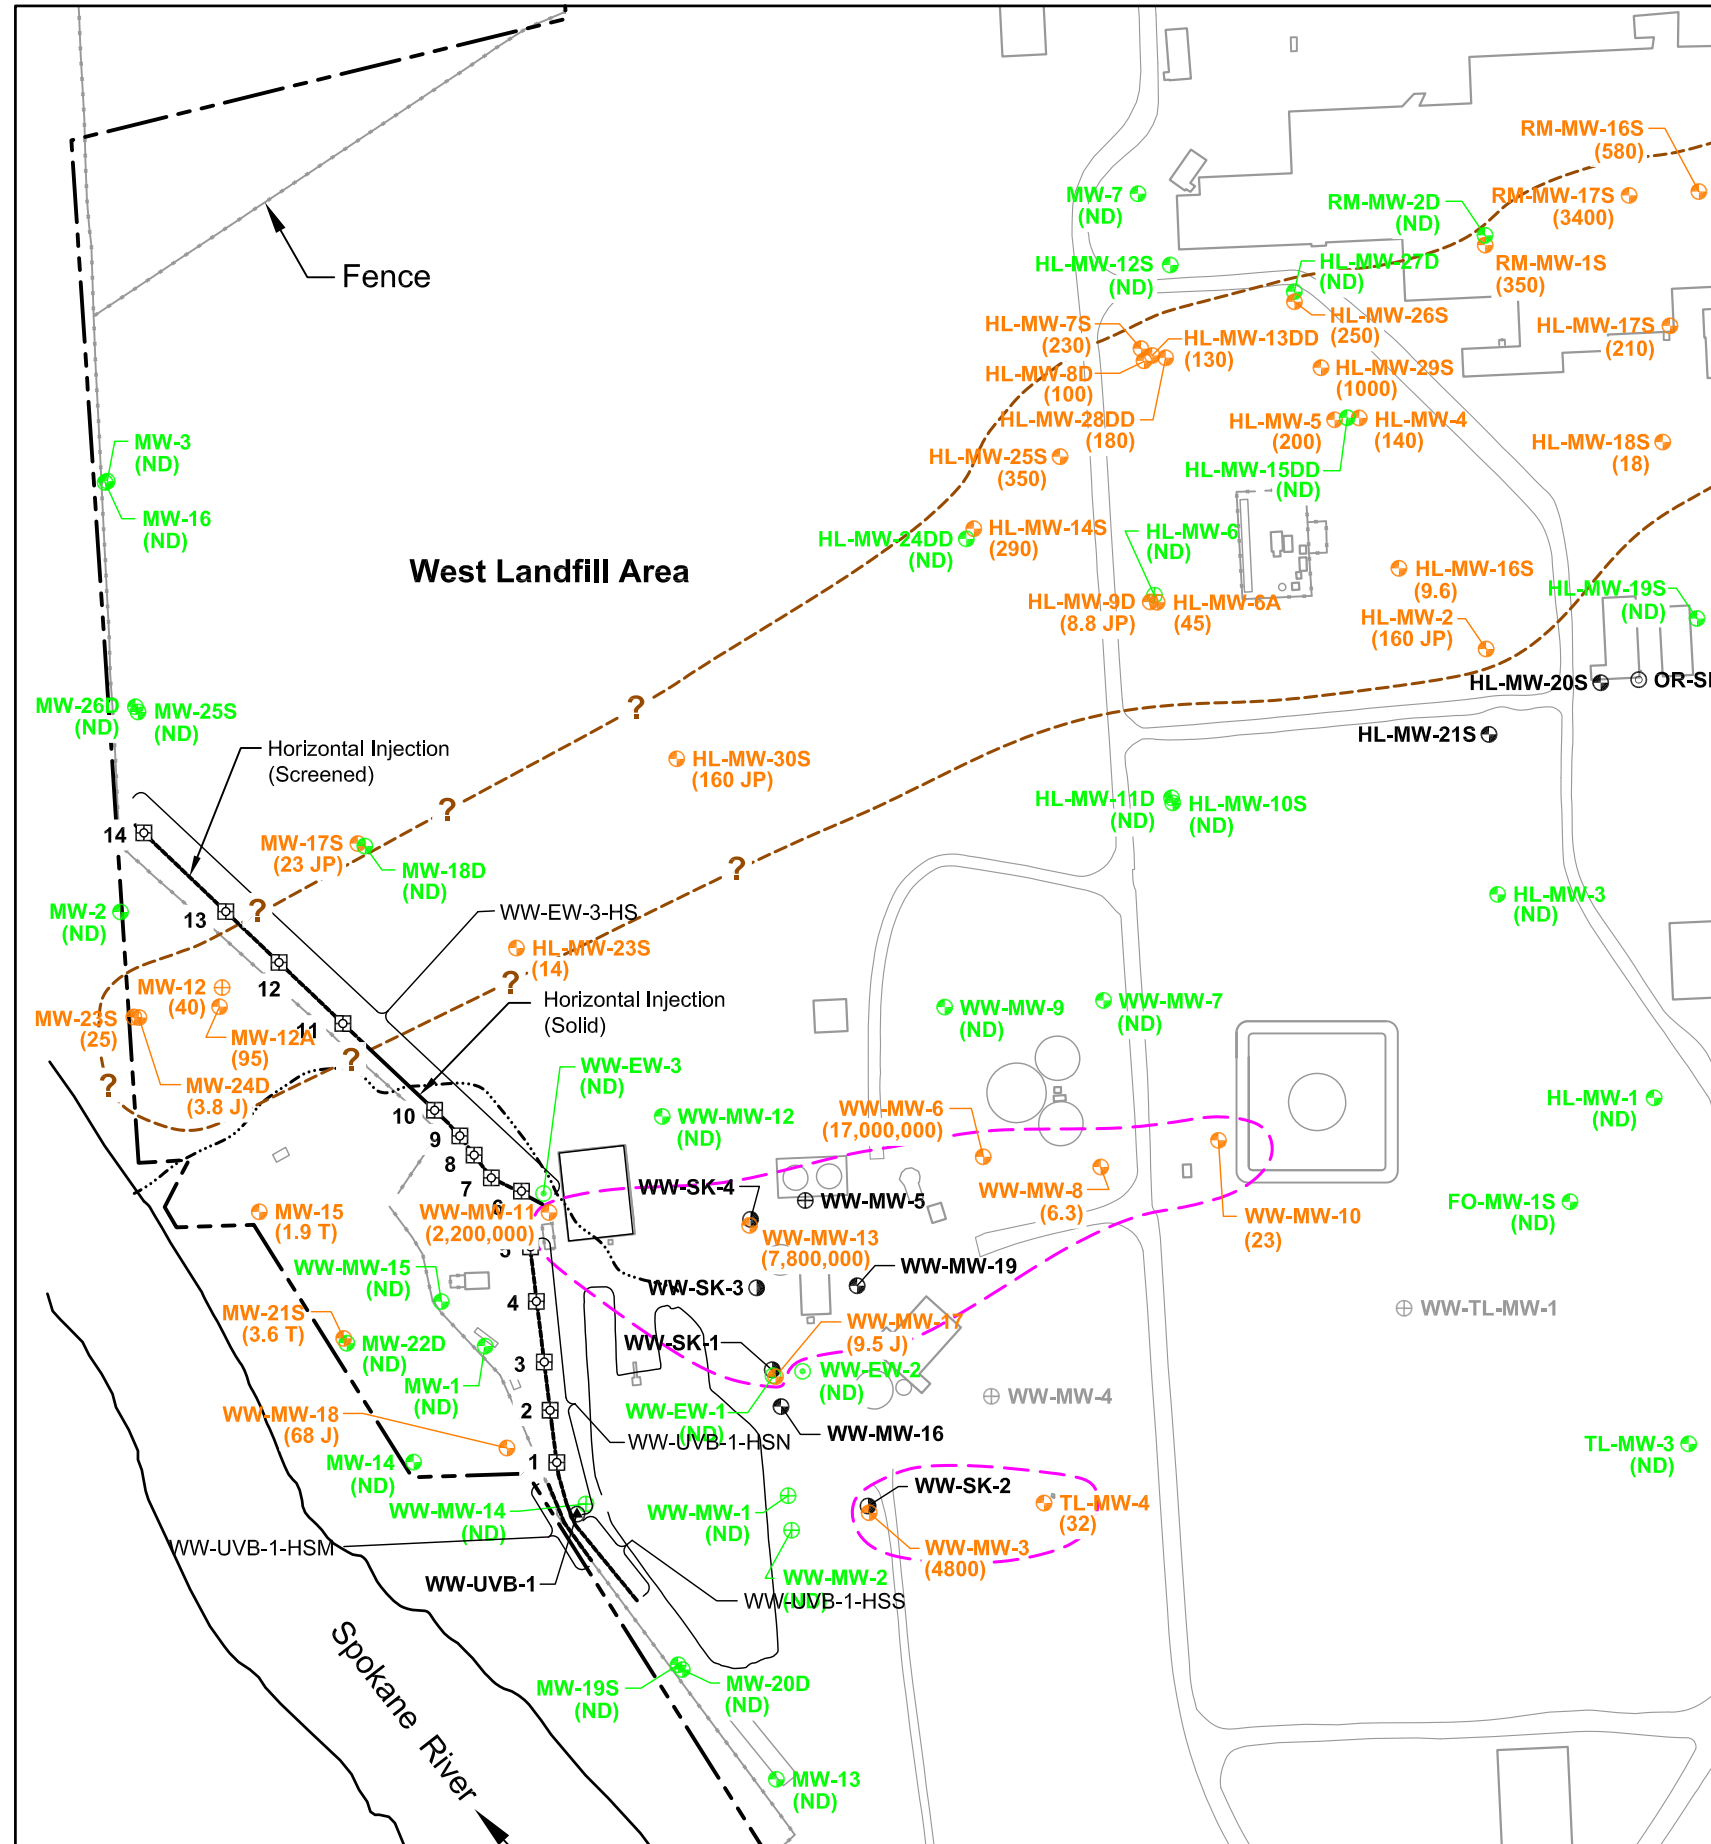 RM-MW-16S
(580)
RM-MW-17S
(3400)
MW-7
(ND)
RM-MW-2D
(ND)
RM-MW-1S
(350)
HL-MW-12S
(ND)
HL-MW-27D
(ND)
Fence
HL-MW-26S
(250)
HL-MW-7S
(230)
HL-MW-13DD
(130)
HL-MW-17S
(210)
HL-MW-8D
(100)
HL-MW-29S
(1000)
HL-MW-28DD
(180)
HL-MW-5
(200)
HL-MW-4
(140)
HL-MW-18S
(18)
MW-3
(ND)
HL-MW-25S
(350)
HL-MW-15DD
(ND)
MW-16
(ND)
HL-MW-24DD
(ND)
HL-MW-14S
(290)
HL-MW-6
(ND)
West Landfill Area
HL-MW-16S
(9.6)
HL-MW-19S
(ND)
HL-MW-9D
(8.8 JP)
HL-MW-6A
(45)
HL-MW-2
(160 JP)
HL-MW-20S
OR-S
MW-26D
(ND)
MW-25S
(ND)
?
HL-MW-21S
Horizontal Injection
(Screened)
HL-MW-30S
(160 JP)
?
HL-MW-11D
(ND)
HL-MW-10S
(ND)
14
MW-17S
(23 JP)
MW-18D
(ND)
?
HL-MW-3
(ND)
MW-2
(ND)
13
?
WW-EW-3-HS
HL-MW-23S
(14)
12
?
MW-12
(40)
Horizontal Injection
(Solid)
WW-MW-9
(ND)
WW-MW-7
(ND)
MW-23S
(25)
11
MW-12A
(95)
?
?
MW-24D
(3.8 J)
WW-EW-3
(ND)
HL-MW-1
(ND)
10
WW-MW-12
(ND)
WW-MW-6
(17,000,000)
9
8
7
6
5
WW-SK-4
WW-MW-5
WW-MW-8
(6.3)
FO-MW-1S
(ND)
MW-15
(1.9 T)
WW-MW-11
(2,200,000)
WW-MW-10
(23)
WW-MW-13
(7,800,000)
WW-MW-15
(ND)
WW-SK-3
WW-MW-19
4
MW-21S
(3.6 T)
WW-TL-MW-1
WW-MW-17
(9.5 J)
MW-22D
(ND)
WW-SK-1
3
WW-EW-2
(ND)
MW-1
(ND)
WW-MW-4
2
WW-EW-1
(ND)
WW-MW-18
(68 J)
WW-MW-16
WW-UVB-1-HSN
TL-MW-3
(ND)
MW-14
(ND)
1
WW-SK-2
WW-MW-14
(ND)
WW-MW-1
(ND)
TL-MW-4
(32)
WW-UVB-1-HSM
WW-MW-3
(4800)
WW-UVB-1
WW-MW-2
(ND)
WW-UVB-1-HSS
Spokane River
MW-19S
(ND)
MW-20D
(ND)
MW-13
(ND)